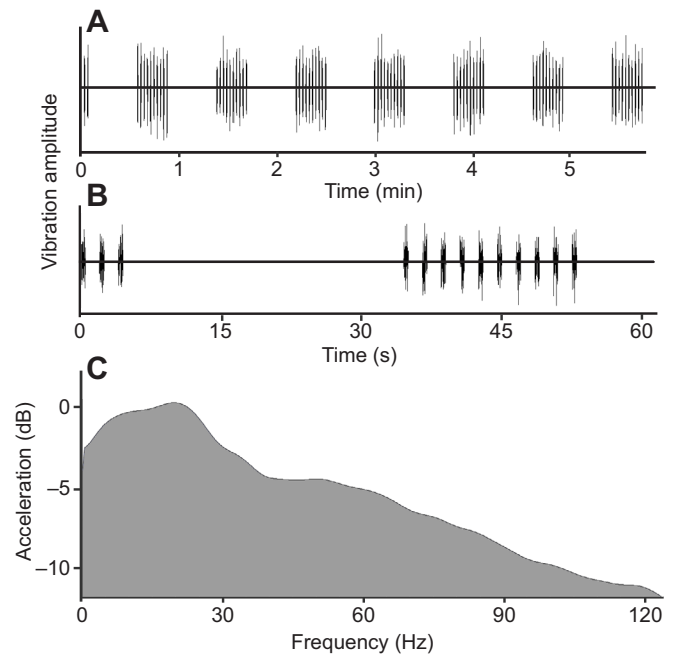 A
Vibration amplitude
0 1 2 3 4 5
Time (min)
B
0 15 30 45 60
Time (s)
C
Acceleration (dB)
0
–5
–10
0 30 60 90 120
Frequency (Hz)